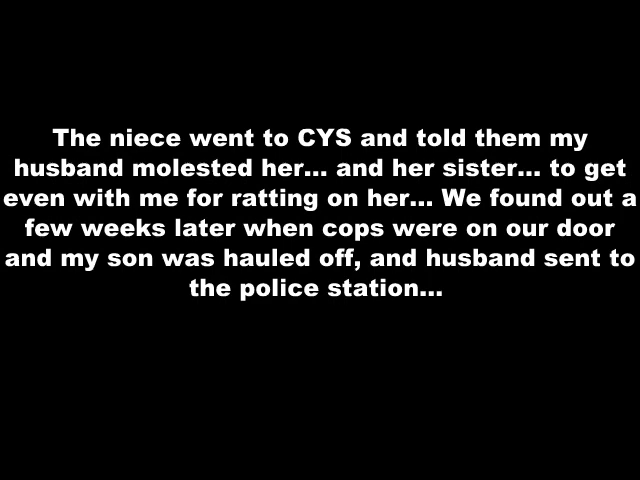 The niece went to CYS and told them my
husband molested her... and her sister... to get
even with me for ratting on her... We found out a
few weeks later when cops were on our door
and my son was hauled off, and husband sent to
the police station...